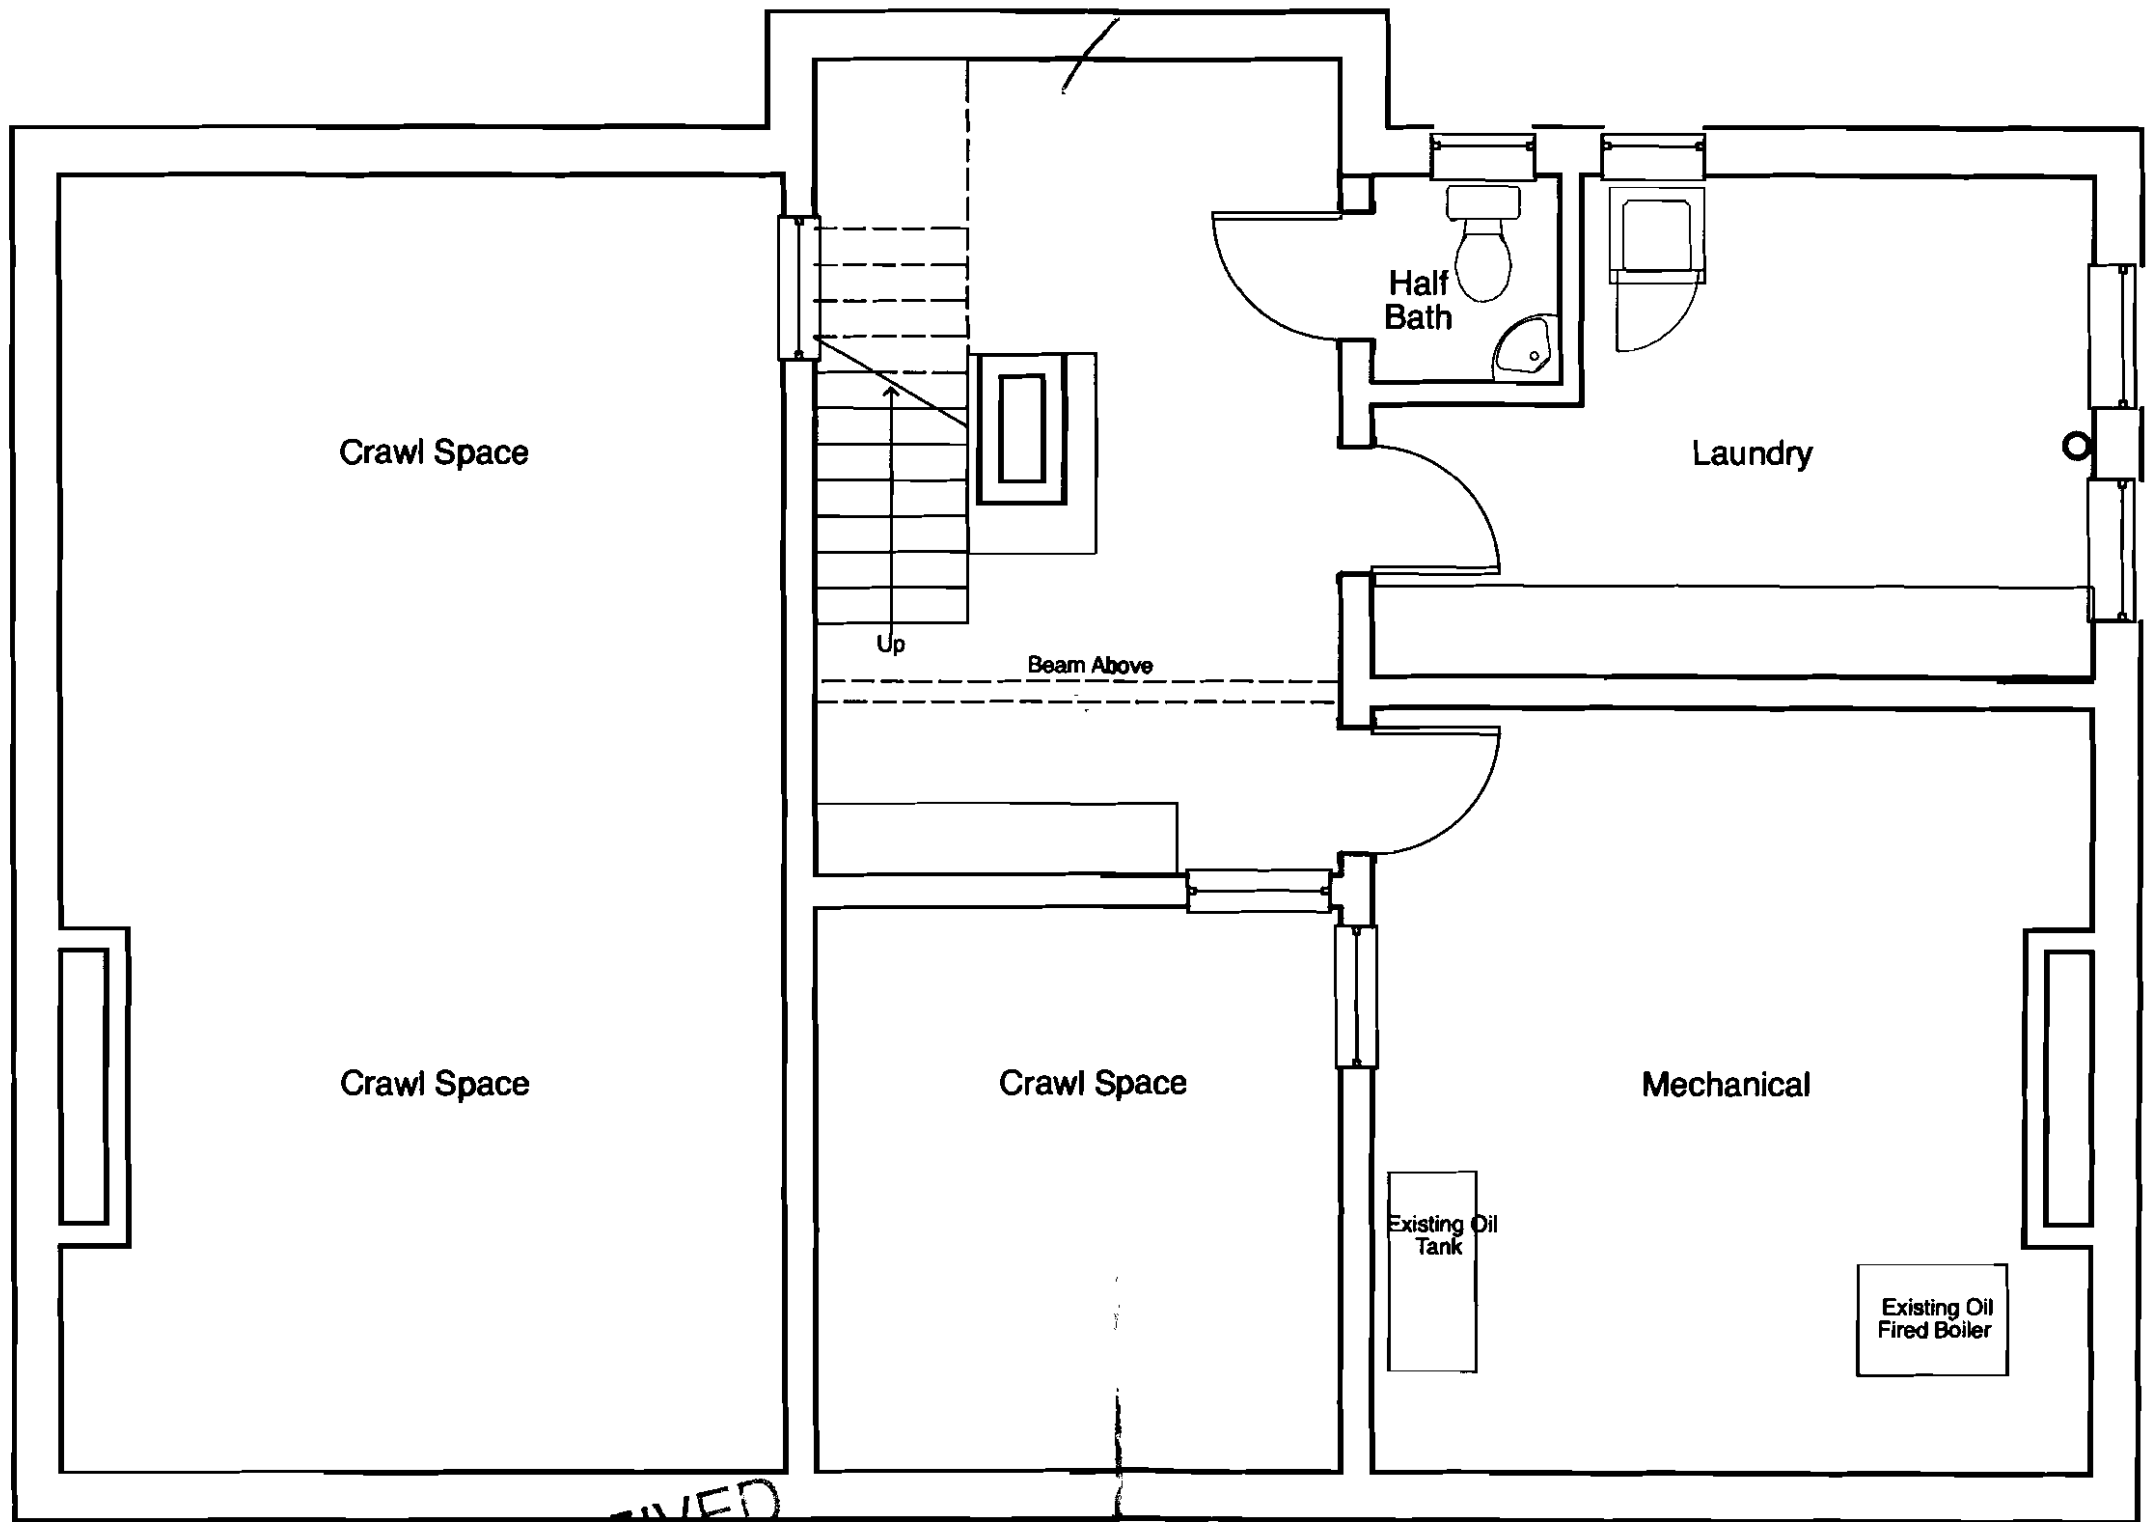 Half
Bath
Crawl Space
Laundry
Up
Beam Above
Crawl Space
Crawl Space
Mechanical
Existing Oil
Tank
Existing Oil
Fired Boiler